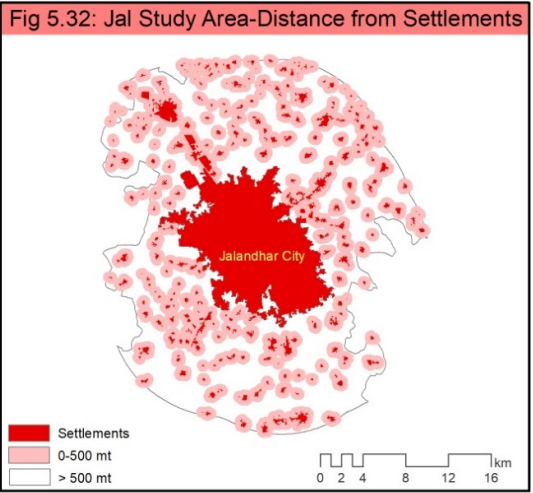 Fig 5.32: Jal Study Area-Distance from Settlements
Jalandhar City
Settlements
0-500 mt
> 500 mt
km
0 2 4 8 12 16